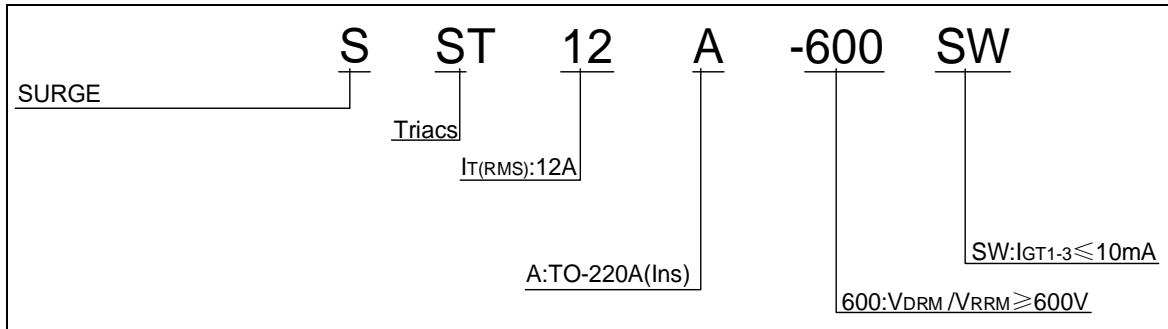 S ST 12 A -600 SW
SURGE
Triacs
IT(RMS):12A
SW:IGT1-3≤10mA
A:TO-220A(Ins)
600:VDRM /VRRM≥600V